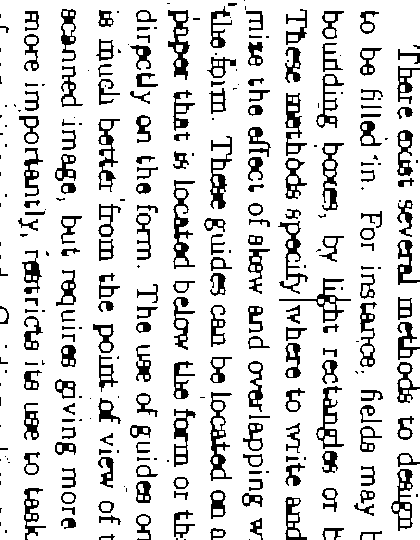 There exist several methods to design
to be filled in. For instance, fields may
bounding boxes, by light rectangles or
These methods specify where to write and
mize the effect of skew and overlapping
the form. These guides can be located on a
paper that is located below the form or
directly on the form. The use of guides on
is much better from the point of view of
scanned image, but requires giving more
more importantly, restricts its use to task